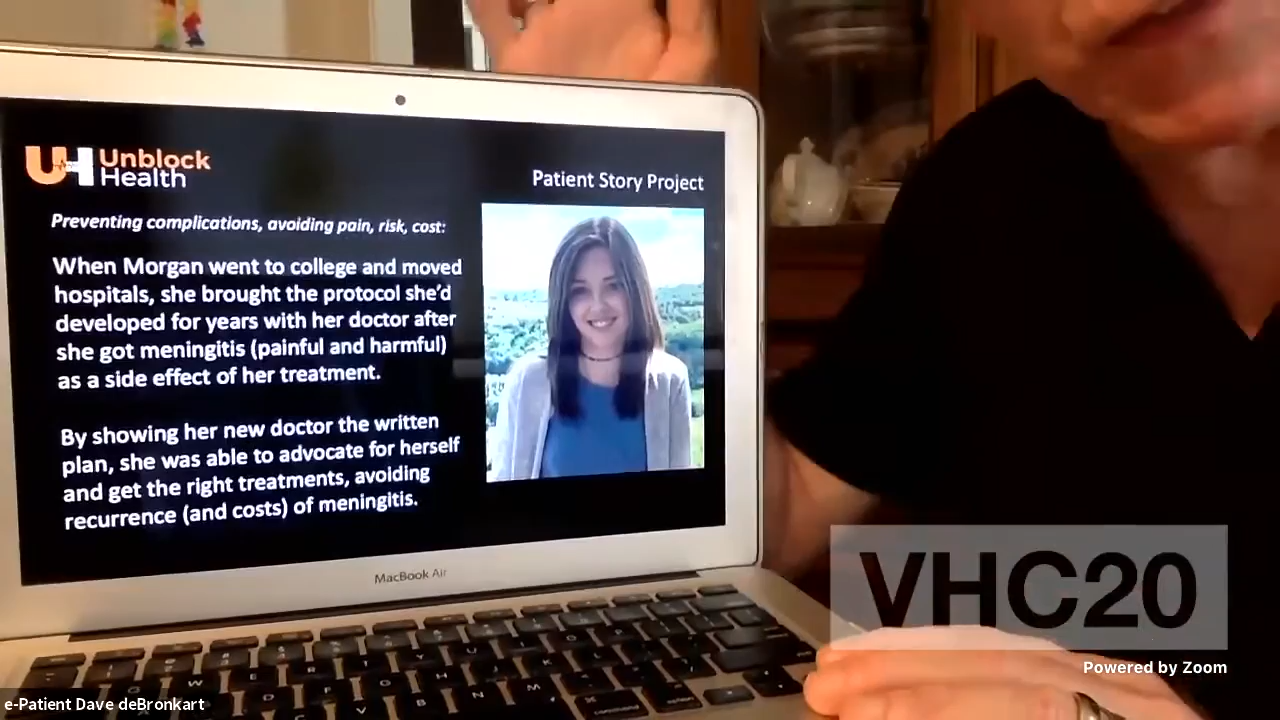 UH Unblock
Health
Patient Story Project
Preventing complications, avoiding pain, risk, cost:
When Morgan went to college and moved
hospitals, she brought the protocol she’d
developed for years with her doctor after
she got meningitis (painful and harmful)
as a side effect of her treatment.
By showing her new doctor the written
plan, she was able to advocate for herself
and get the right treatments, avoiding
recurrence (and costs) of meningitis.
MacBook Air
VHC20
Powered by Zoom
e-Patient Dave deBronkart